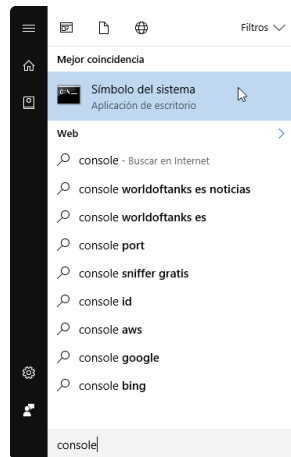 Filtros
Mejor coincidencia
C:\.
Símbolo del sistema
Aplicación de escritorio
Web
console - Buscar en Internet
console worldoftanks es noticias
console worldoftanks es
console port
console sniffer gratis
console id
console aws
console google
console bing
console